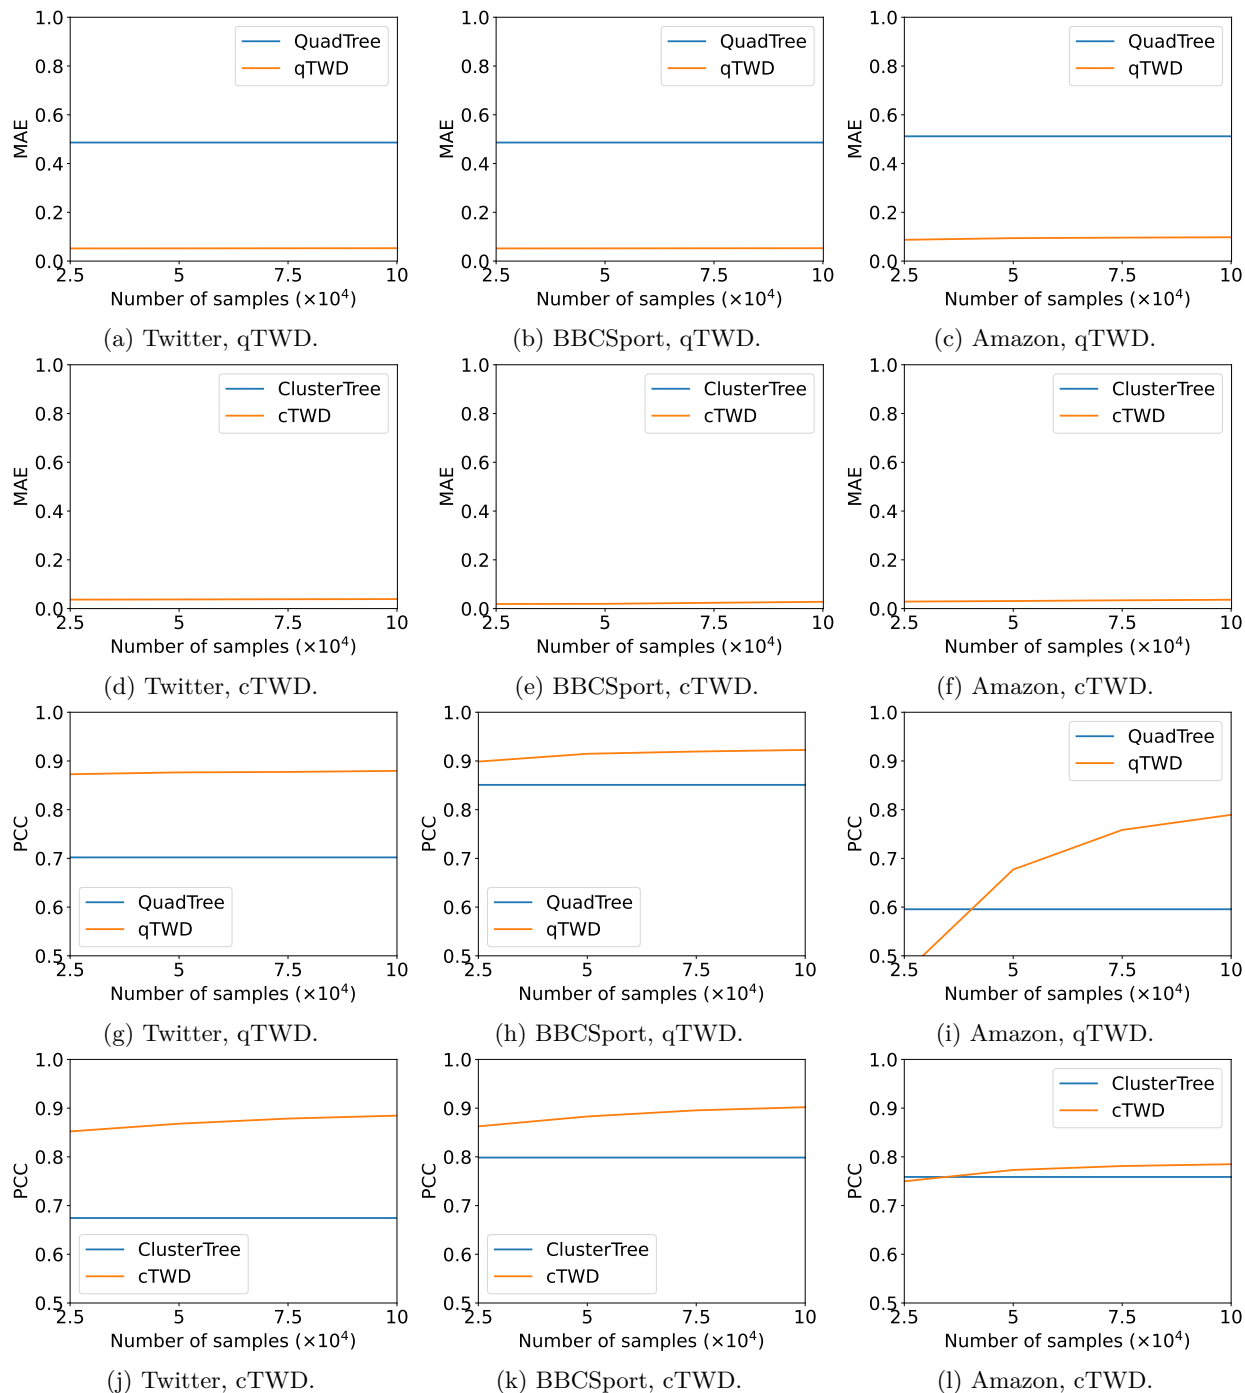 1.0
QuadTree
qTWD
0.8
0.6
MAE
0.4
0.2
0.0
2.5 5 7.5 10
Number of samples (×10⁴)
(a) Twitter, qTWD.
1.0
QuadTree
qTWD
0.8
0.6
MAE
0.4
0.2
0.0
2.5 5 7.5 10
Number of samples (×10⁴)
(b) BBCSport, qTWD.
1.0
QuadTree
qTWD
0.8
0.6
MAE
0.4
0.2
0.0
2.5 5 7.5 10
Number of samples (×10⁴)
(c) Amazon, qTWD.
1.0
ClusterTree
cTWD
0.8
0.6
MAE
0.4
0.2
0.0
2.5 5 7.5 10
Number of samples (×10⁴)
(d) Twitter, cTWD.
1.0
ClusterTree
cTWD
0.8
0.6
MAE
0.4
0.2
0.0
2.5 5 7.5 10
Number of samples (×10⁴)
(e) BBCSport, cTWD.
1.0
ClusterTree
cTWD
0.8
0.6
MAE
0.4
0.2
0.0
2.5 5 7.5 10
Number of samples (×10⁴)
(f) Amazon, cTWD.
1.0
0.9
0.8
PCC
0.7
0.6
QuadTree
qTWD
0.5
2.5 5 7.5 10
Number of samples (×10⁴)
(g) Twitter, qTWD.
1.0
0.9
0.8
PCC
0.7
0.6
QuadTree
qTWD
0.5
2.5 5 7.5 10
Number of samples (×10⁴)
(h) BBCSport, qTWD.
1.0
QuadTree
qTWD
0.9
0.8
PCC
0.7
0.6
0.5
2.5 5 7.5 10
Number of samples (×10⁴)
(i) Amazon, qTWD.
1.0
0.9
0.8
PCC
0.7
0.6
ClusterTree
cTWD
0.5
2.5 5 7.5 10
Number of samples (×10⁴)
(j) Twitter, cTWD.
1.0
0.9
0.8
PCC
0.7
0.6
ClusterTree
cTWD
0.5
2.5 5 7.5 10
Number of samples (×10⁴)
(k) BBCSport, cTWD.
1.0
ClusterTree
cTWD
0.9
0.8
PCC
0.7
0.6
0.5
2.5 5 7.5 10
Number of samples (×10⁴)
(l) Amazon, cTWD.